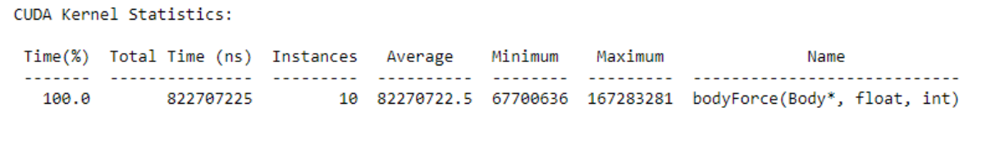 CUDA Kernel Statistics:
Time(%) Total Time (ns) Instances Average Minimum Maximum Name
------- --------------- --------- ---------- -------- --------- ----------------------------
100.0 822707225 10 82270722.5 67700636 167283281 bodyForce(Body*, float, int)